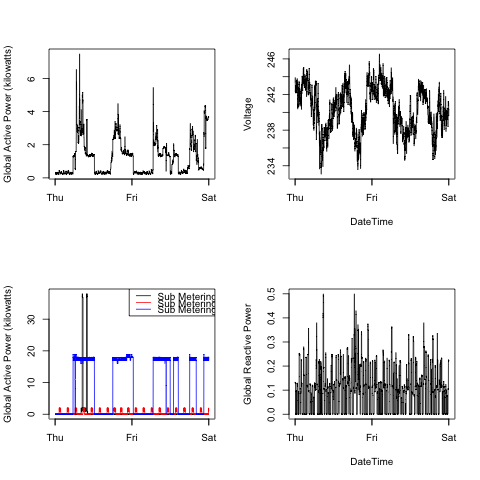 Global Active Power (kilowatts)
0 2 4 6
Thu Fri Sat
Voltage
234 238 242 246
Thu Fri Sat
DateTime
Global Active Power (kilowatts)
0 10 20 30
Sub Metering
Sub Metering
Sub Metering
Thu Fri Sat
Global Reactive Power
0.0 0.1 0.2 0.3 0.4 0.5
Thu Fri Sat
DateTime